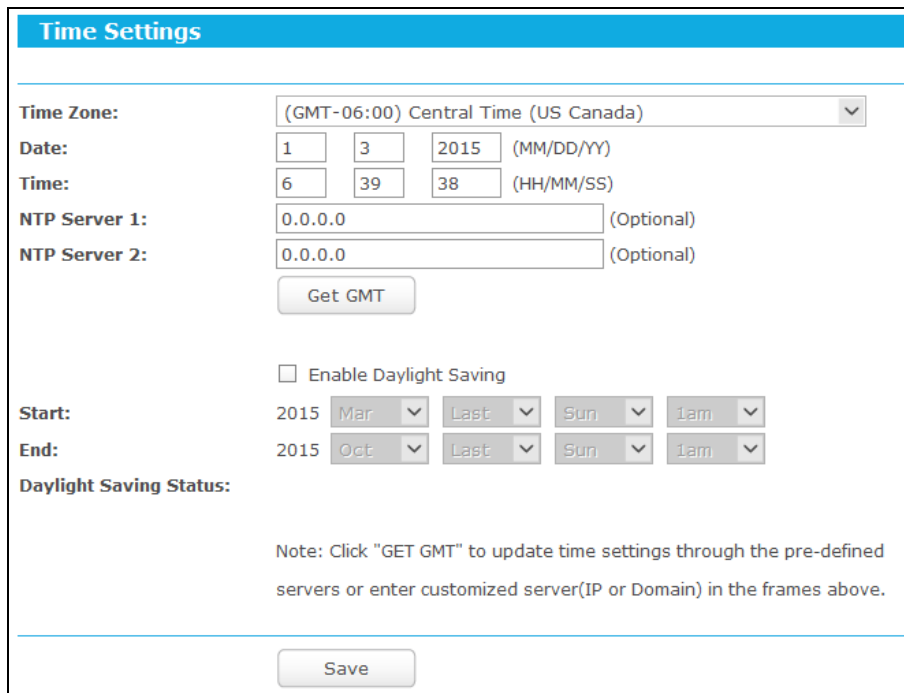 Time Settings
Time Zone: (GMT-06:00) Central Time (US Canada)
Date: 1 3 2015 (MM/DD/YY)
Time: 6 39 38 (HH/MM/SS)
NTP Server 1: 0.0.0.0 (Optional)
NTP Server 2: 0.0.0.0 (Optional)
Get GMT
Enable Daylight Saving
Start: 2015 Mar Last Sun 1am
End: 2015 Oct Last Sun 1am
Daylight Saving Status:
Note: Click "GET GMT" to update time settings through the pre-defined
servers or enter customized server(IP or Domain) in the frames above.
Save